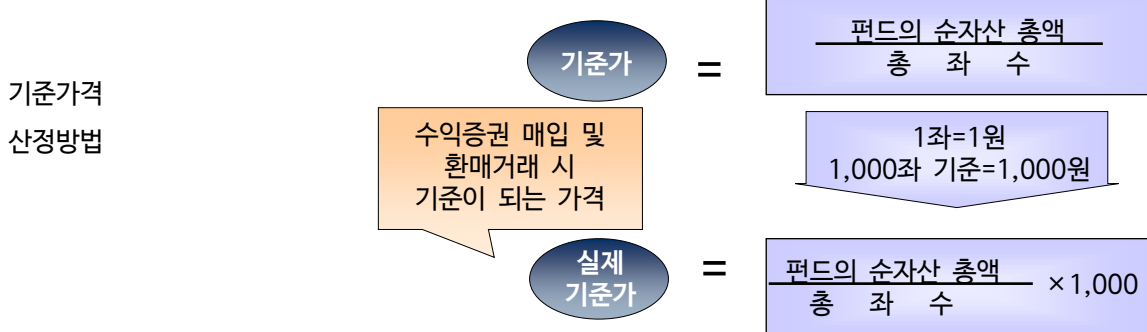 기준가격
산정방법
기준가
=
펀드의 순자산 총액
총 좌 수
수익증권 매입 및
환매거래 시
기준이 되는 가격
1좌=1원
1,000좌 기준=1,000원
실제
기준가
=
펀드의 순자산 총액
총 좌 수
×1,000